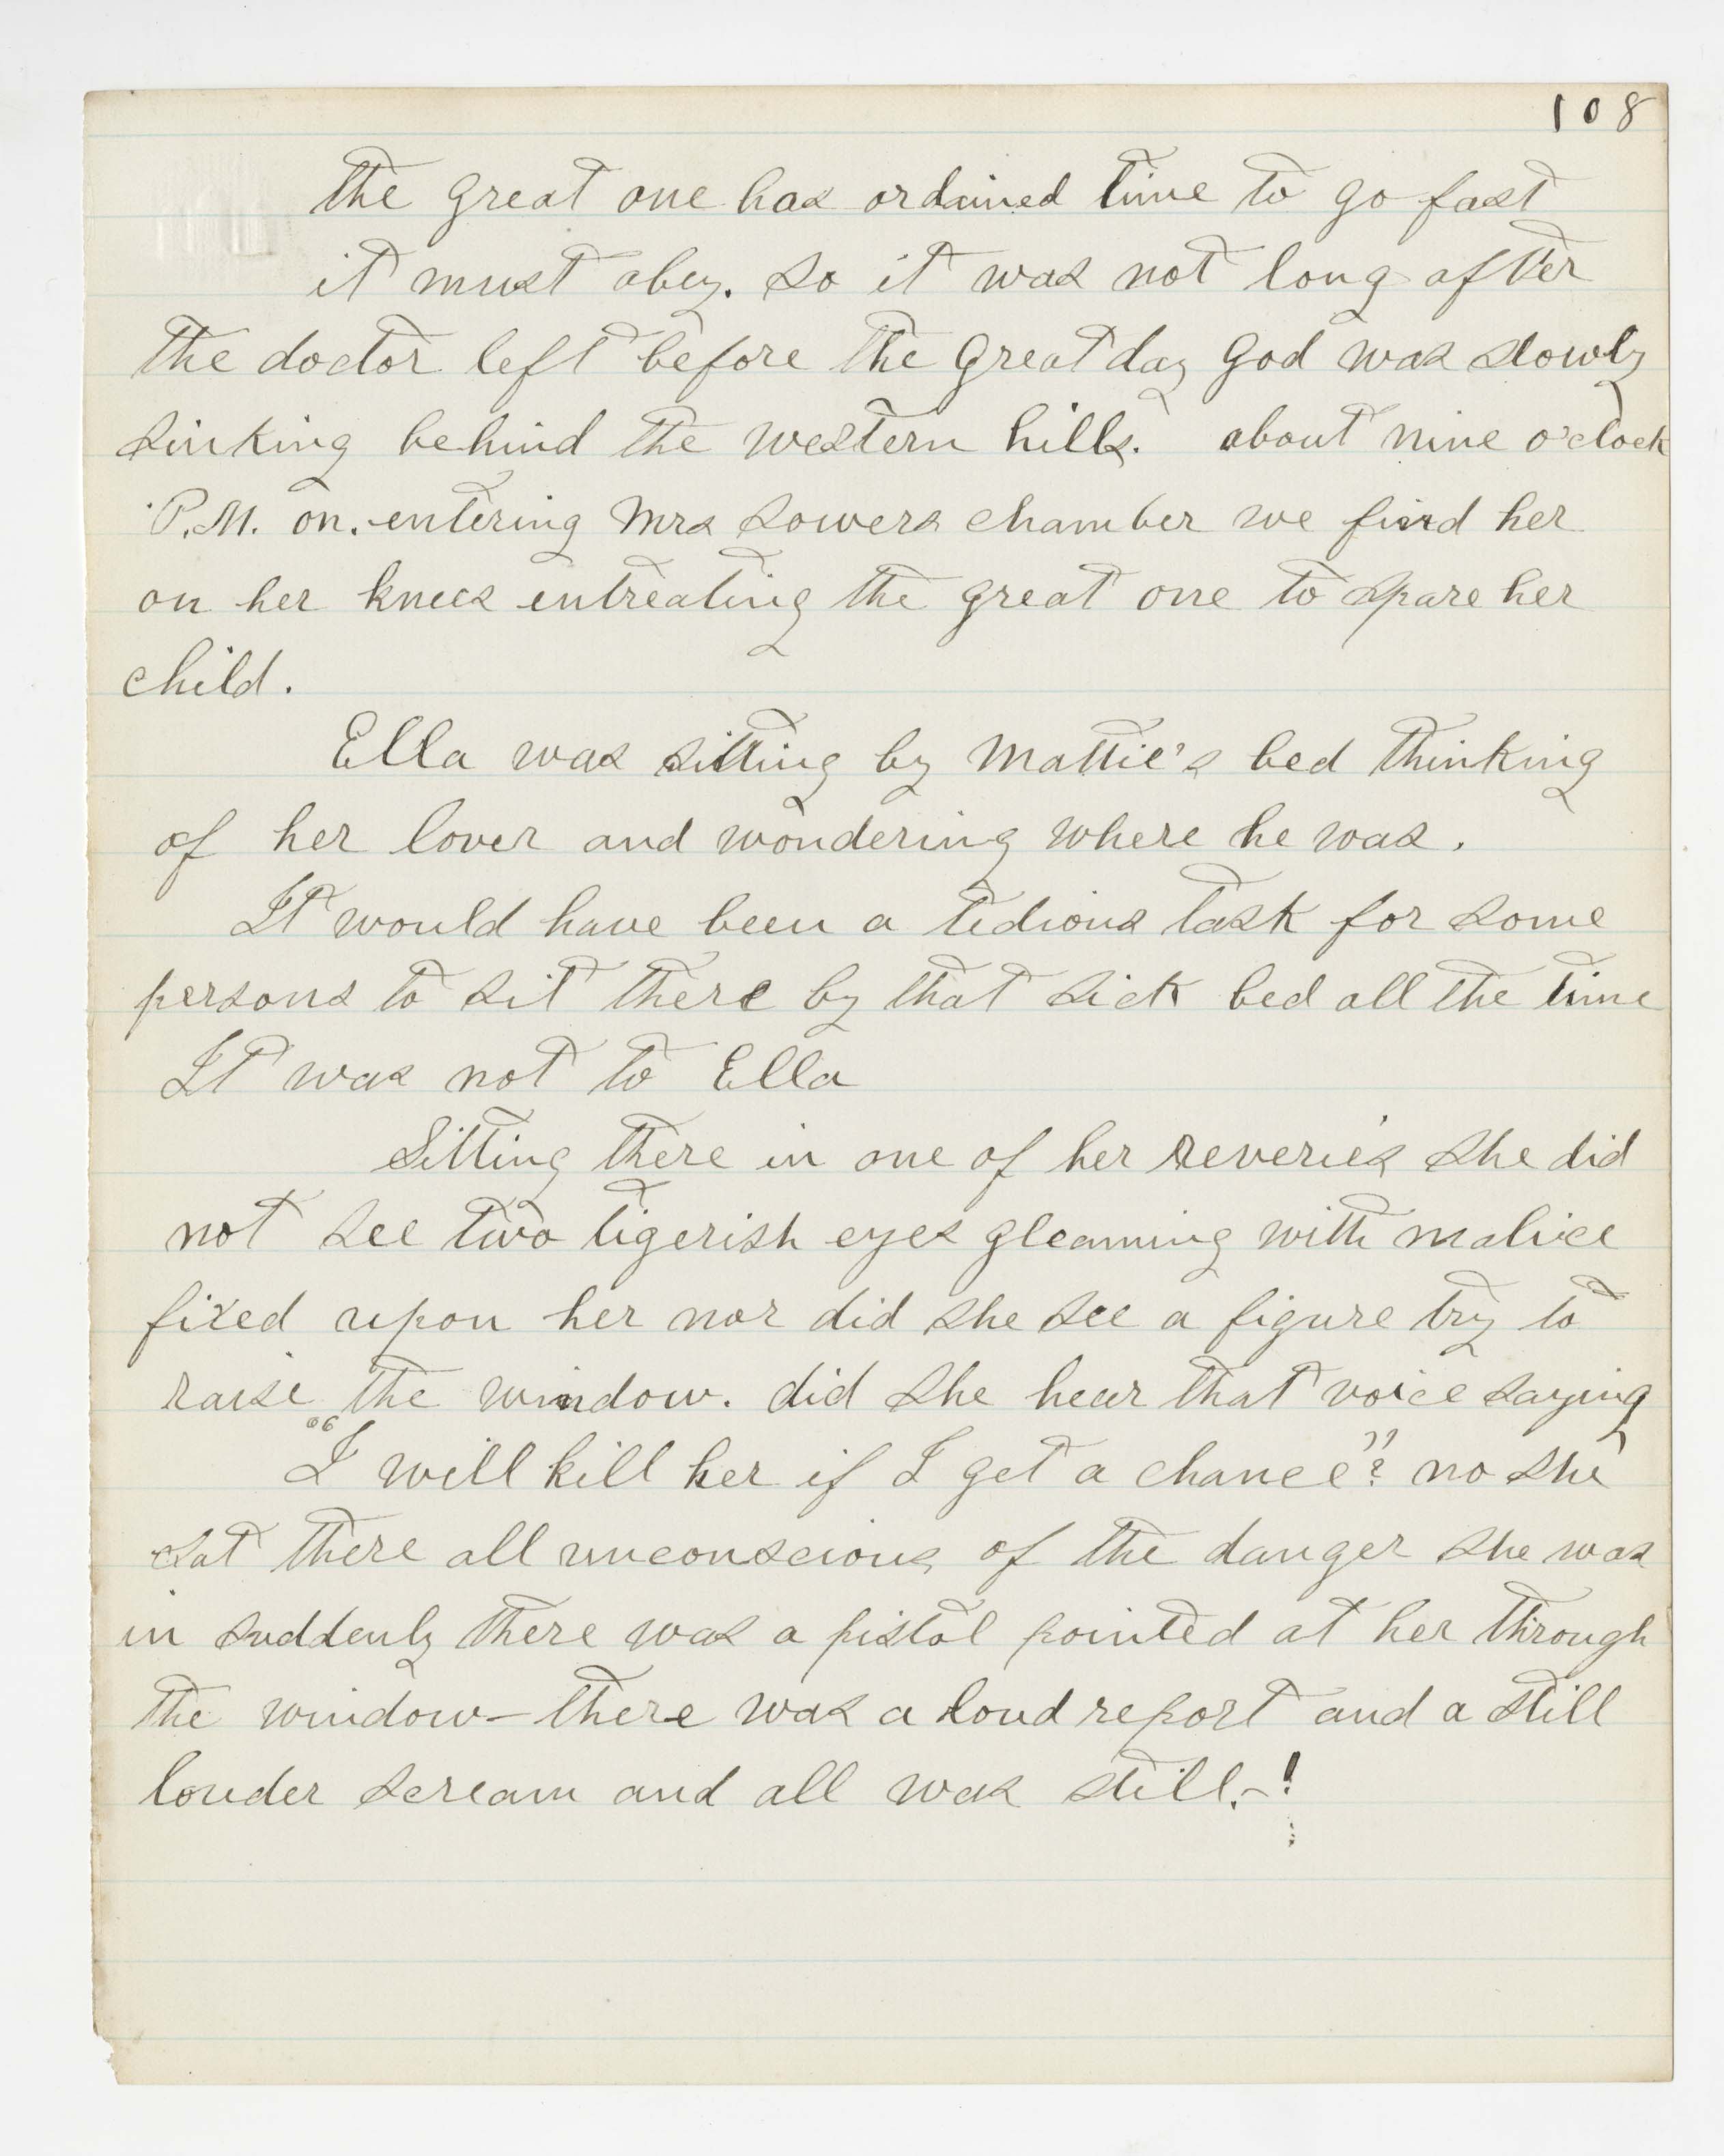 108
the great one has ordained time to go fast
it must obey. So it was not long after
the doctor left before the great day God was slowly
sinking behind the western hills. about nine o'clock
P.M. on entering Mrs Sowers chamber we find her
on her knees entreating the great one to spare her
child.
Ella was sitting by Mattie's bed thinking
of her lover and wondering where he was.
It would have been a tedious task for some
persons to sit there by that sick bed all the time
It was not to Ella
Sitting there in one of her reveries she did
not see two tigerish eyes gleaming with malice
fixed upon her nor did she see a figure try to
raise the window. did she hear that voice saying
"I will kill her if I get a chance"? no she
sat there all unconscious of the danger she was
in suddenly there was a pistol pointed at her through
the window—there was a loud report and a still
louder scream and all was still.-!